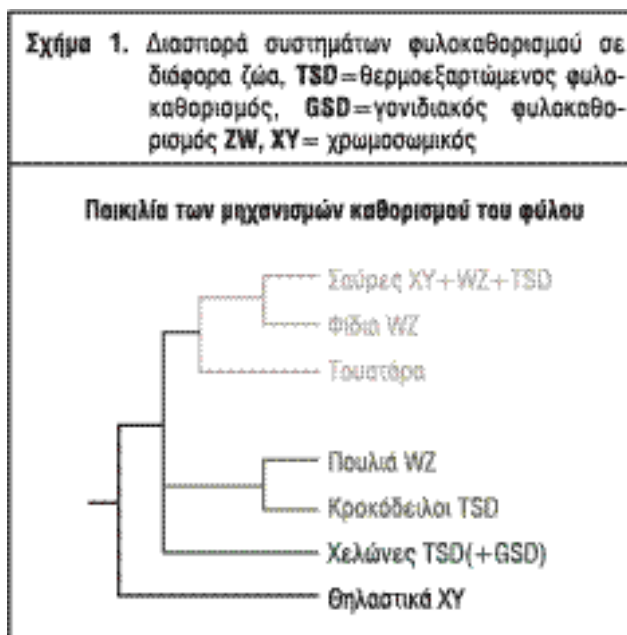 Σχήμα 1. Διασπορά συστημάτων φυλοκαθορισμού σε
διάφορα ζώα, TSD=θερμοεξαρτώμενος φυλο-
καθορισμός, GSD=γονιδιακός φυλοκαθο-
ρισμός ZW, XY= χρωμοσωμικός
Ποικιλία των μηχανισμών καθορισμού του φύλου
Σαύρες XY+WZ+TSD
Φίδια WZ
Τουατάρα
Πουλιά WZ
Κροκόδειλοι TSD
Χελώνες TSD(+GSD)
Θηλαστικά XY